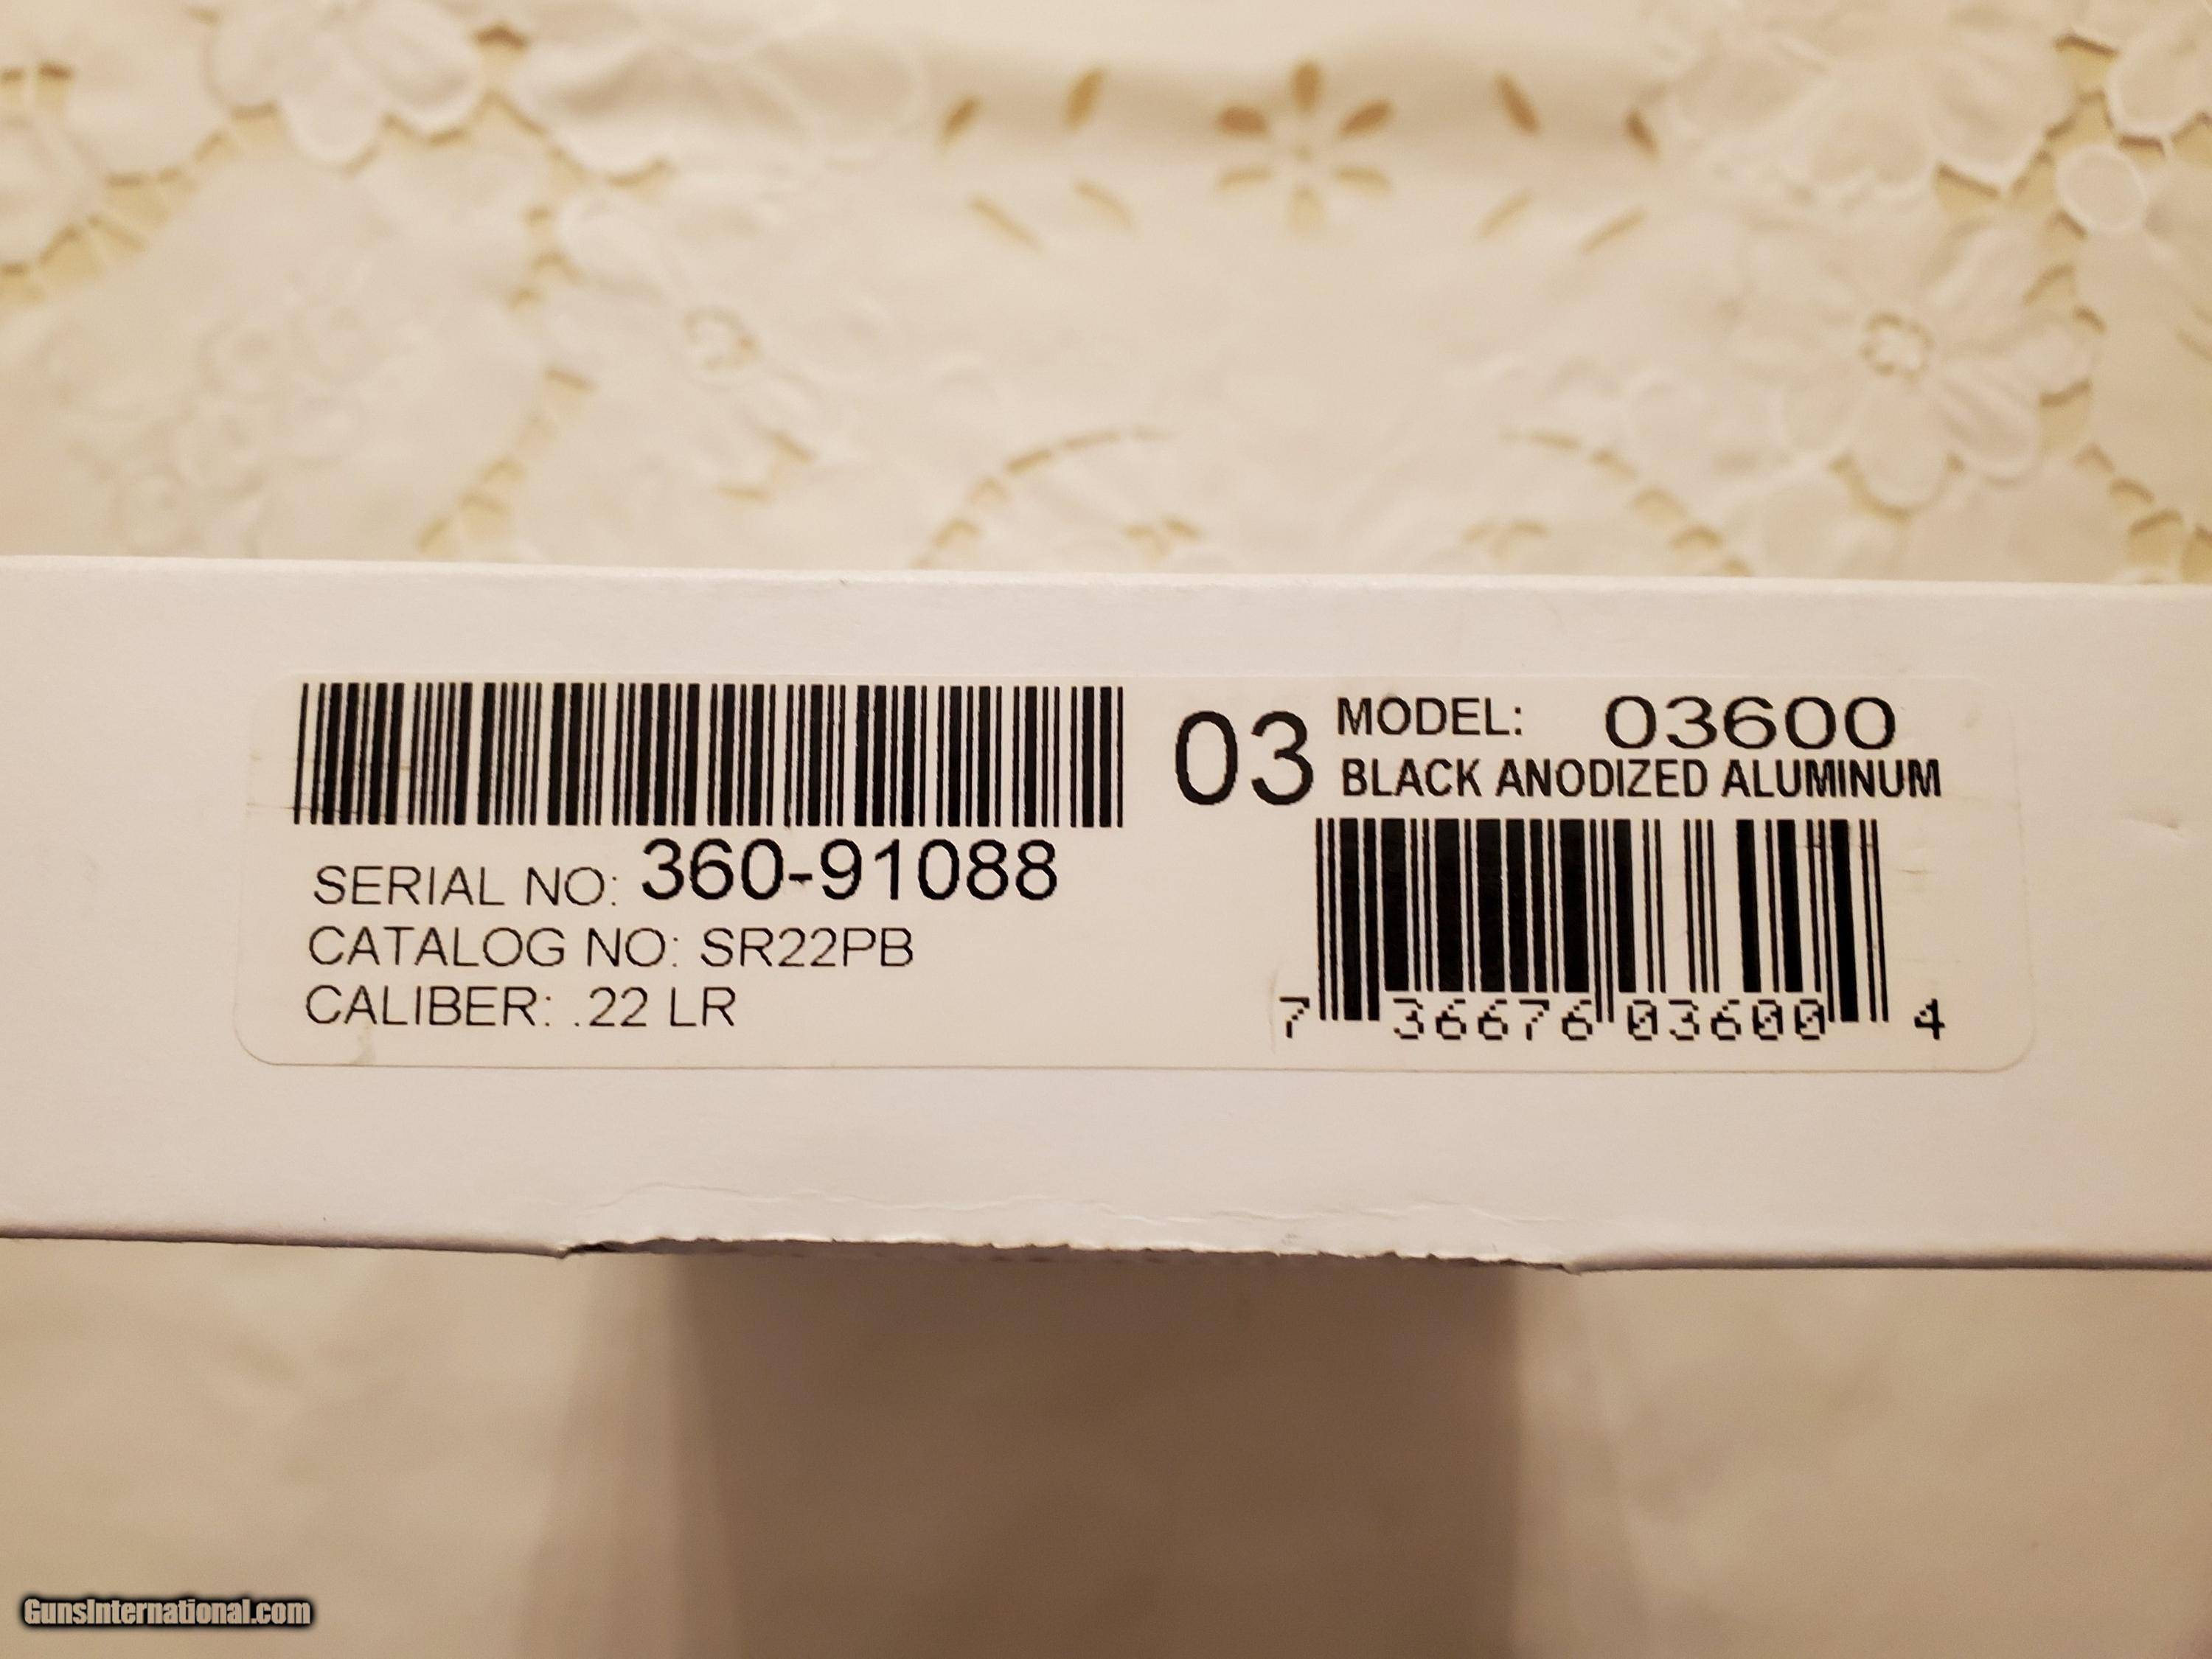 SERIAL NO: 360-91088
CATALOG NO: SR22PB
CALIBER: .22 LR
03
MODEL: 03600
BLACK ANODIZED ALUMINUM
7 36676 03600 4
GunsInternational.com